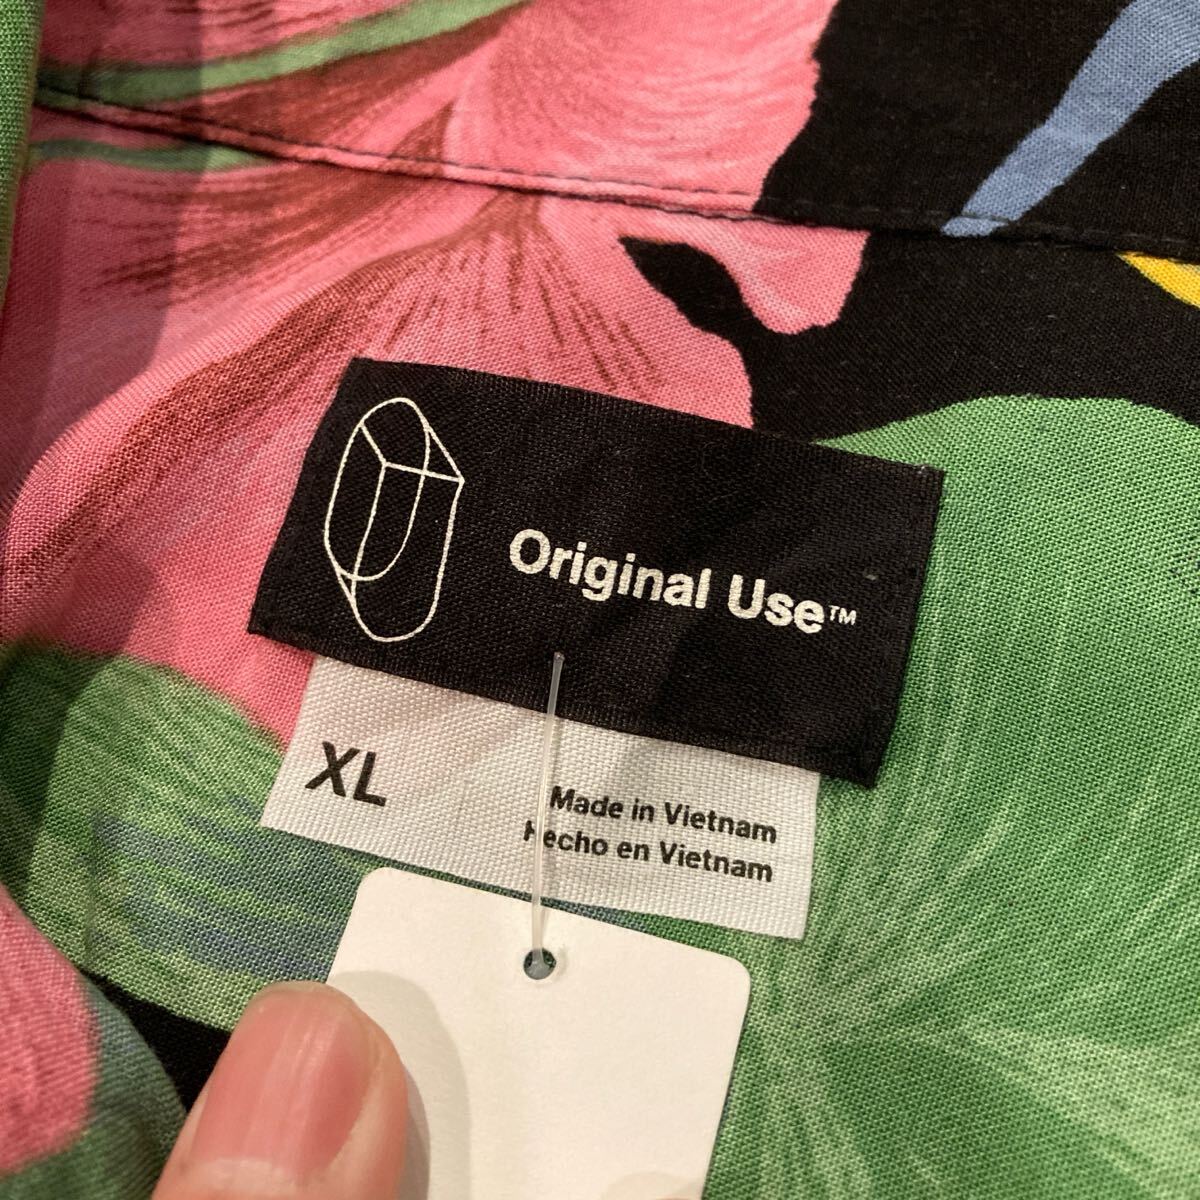 Original Use™
XL
Made in Vietnam
Hecho en Vietnam